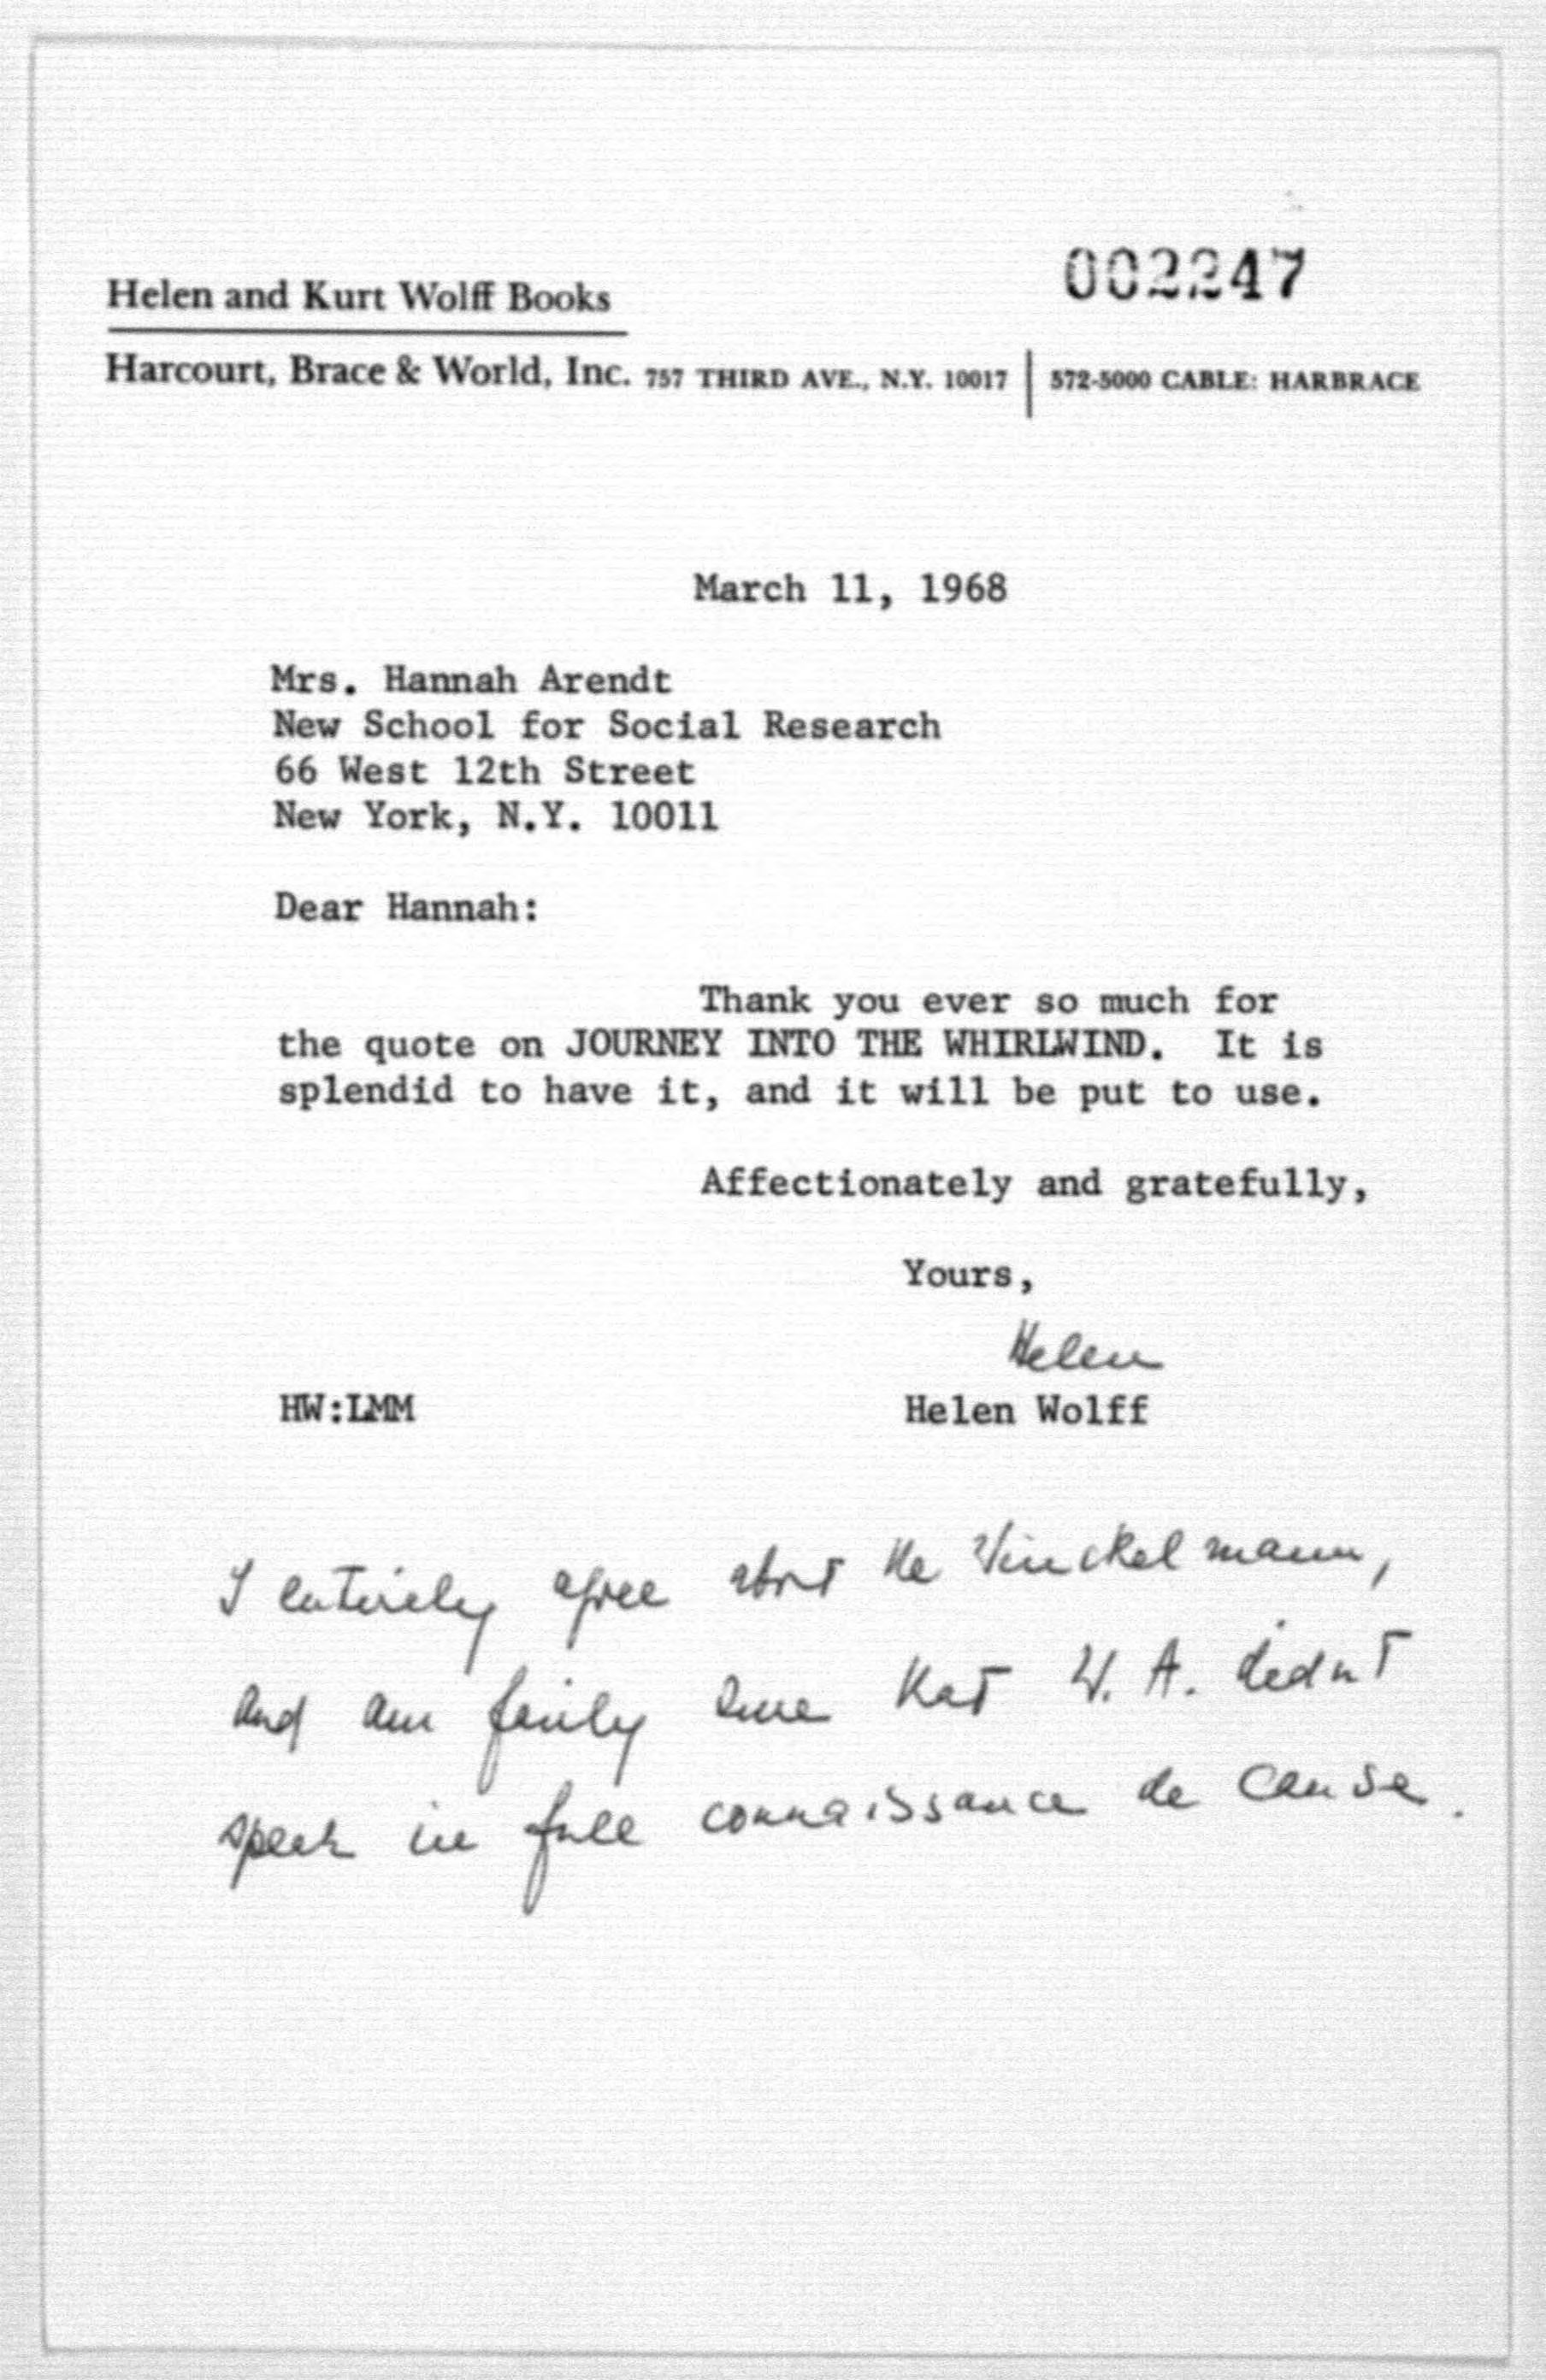 002247
Helen and Kurt Wolff Books
Harcourt, Brace & World, Inc. 757 THIRD AVE., N.Y. 10017 | 572-5000 CABLE: HARBRACE
March 11, 1968
Mrs. Hannah Arendt
New School for Social Research
66 West 12th Street
New York, N.Y. 10011
Dear Hannah:
Thank you ever so much for
the quote on JOURNEY INTO THE WHIRLWIND. It is
splendid to have it, and it will be put to use.
Affectionately and gratefully,
Yours,
Helen
HW:LMM Helen Wolff
I entirely agree about the Winckelmann,
and am fairly sure that W. A. didn't
speak in full connaissance de cause.